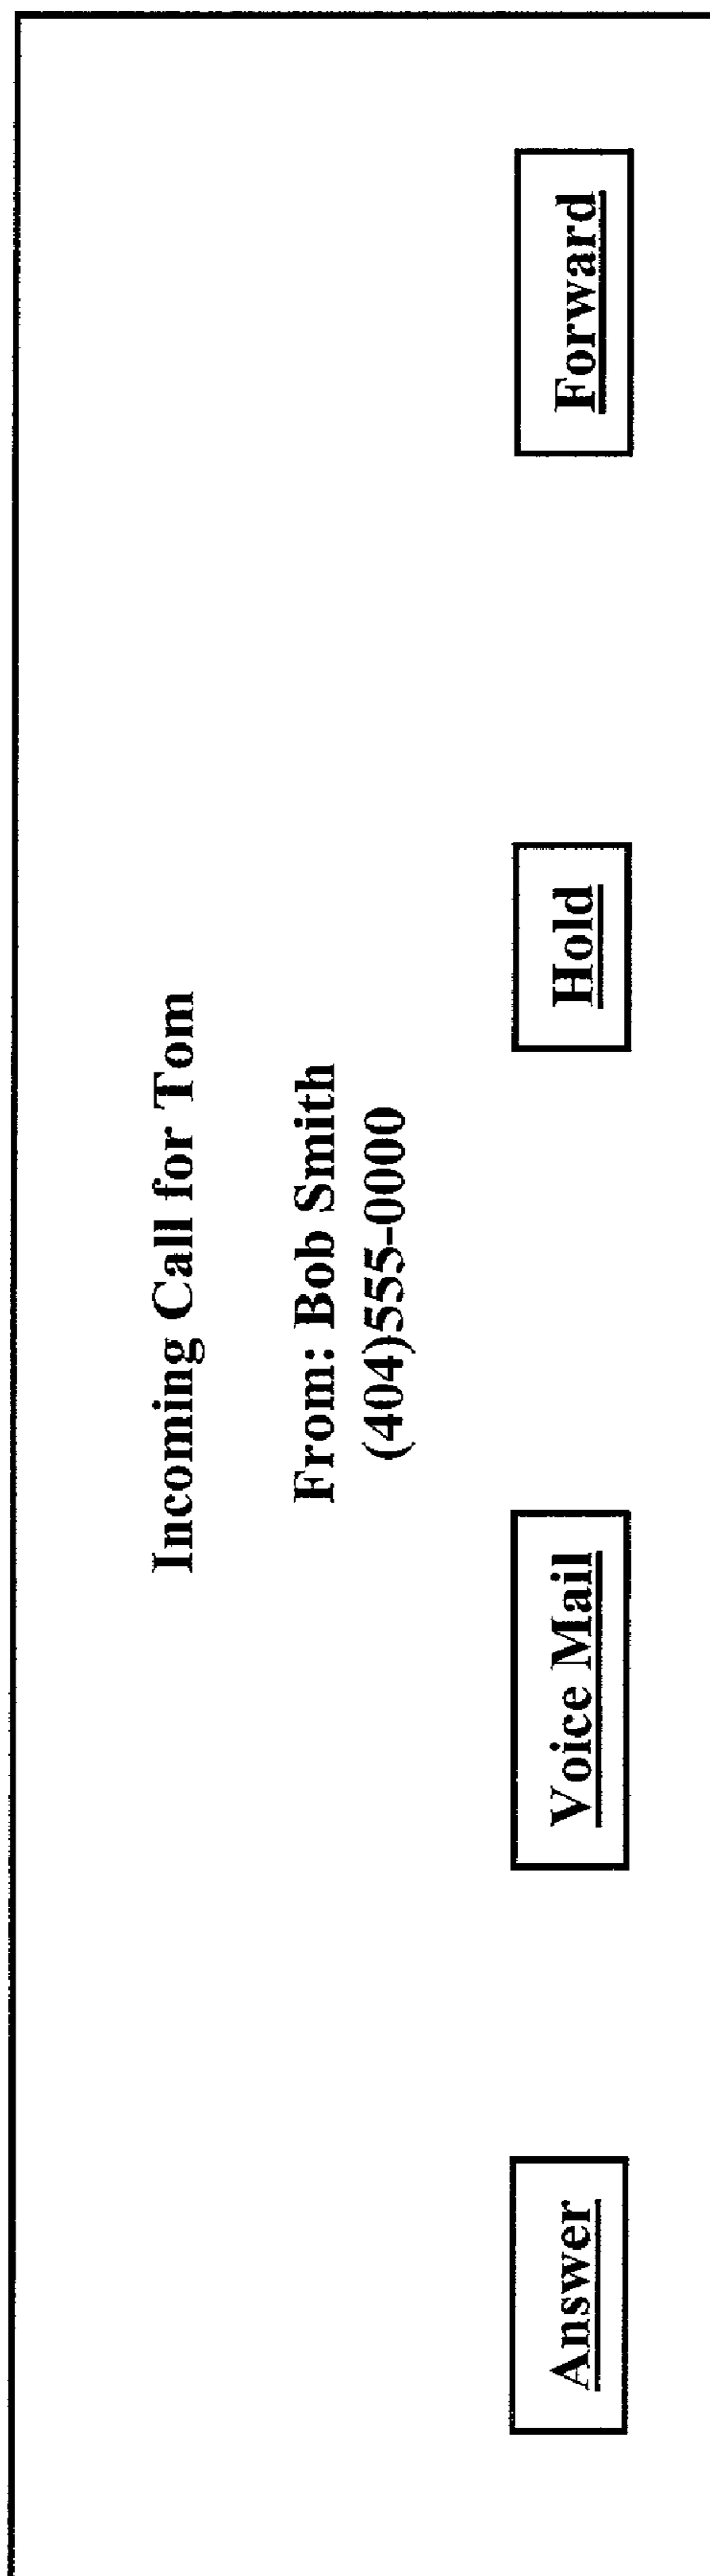 Incoming Call for Tom
From: Bob Smith
(404)555-0000
Answer Voice Mail Hold Forward